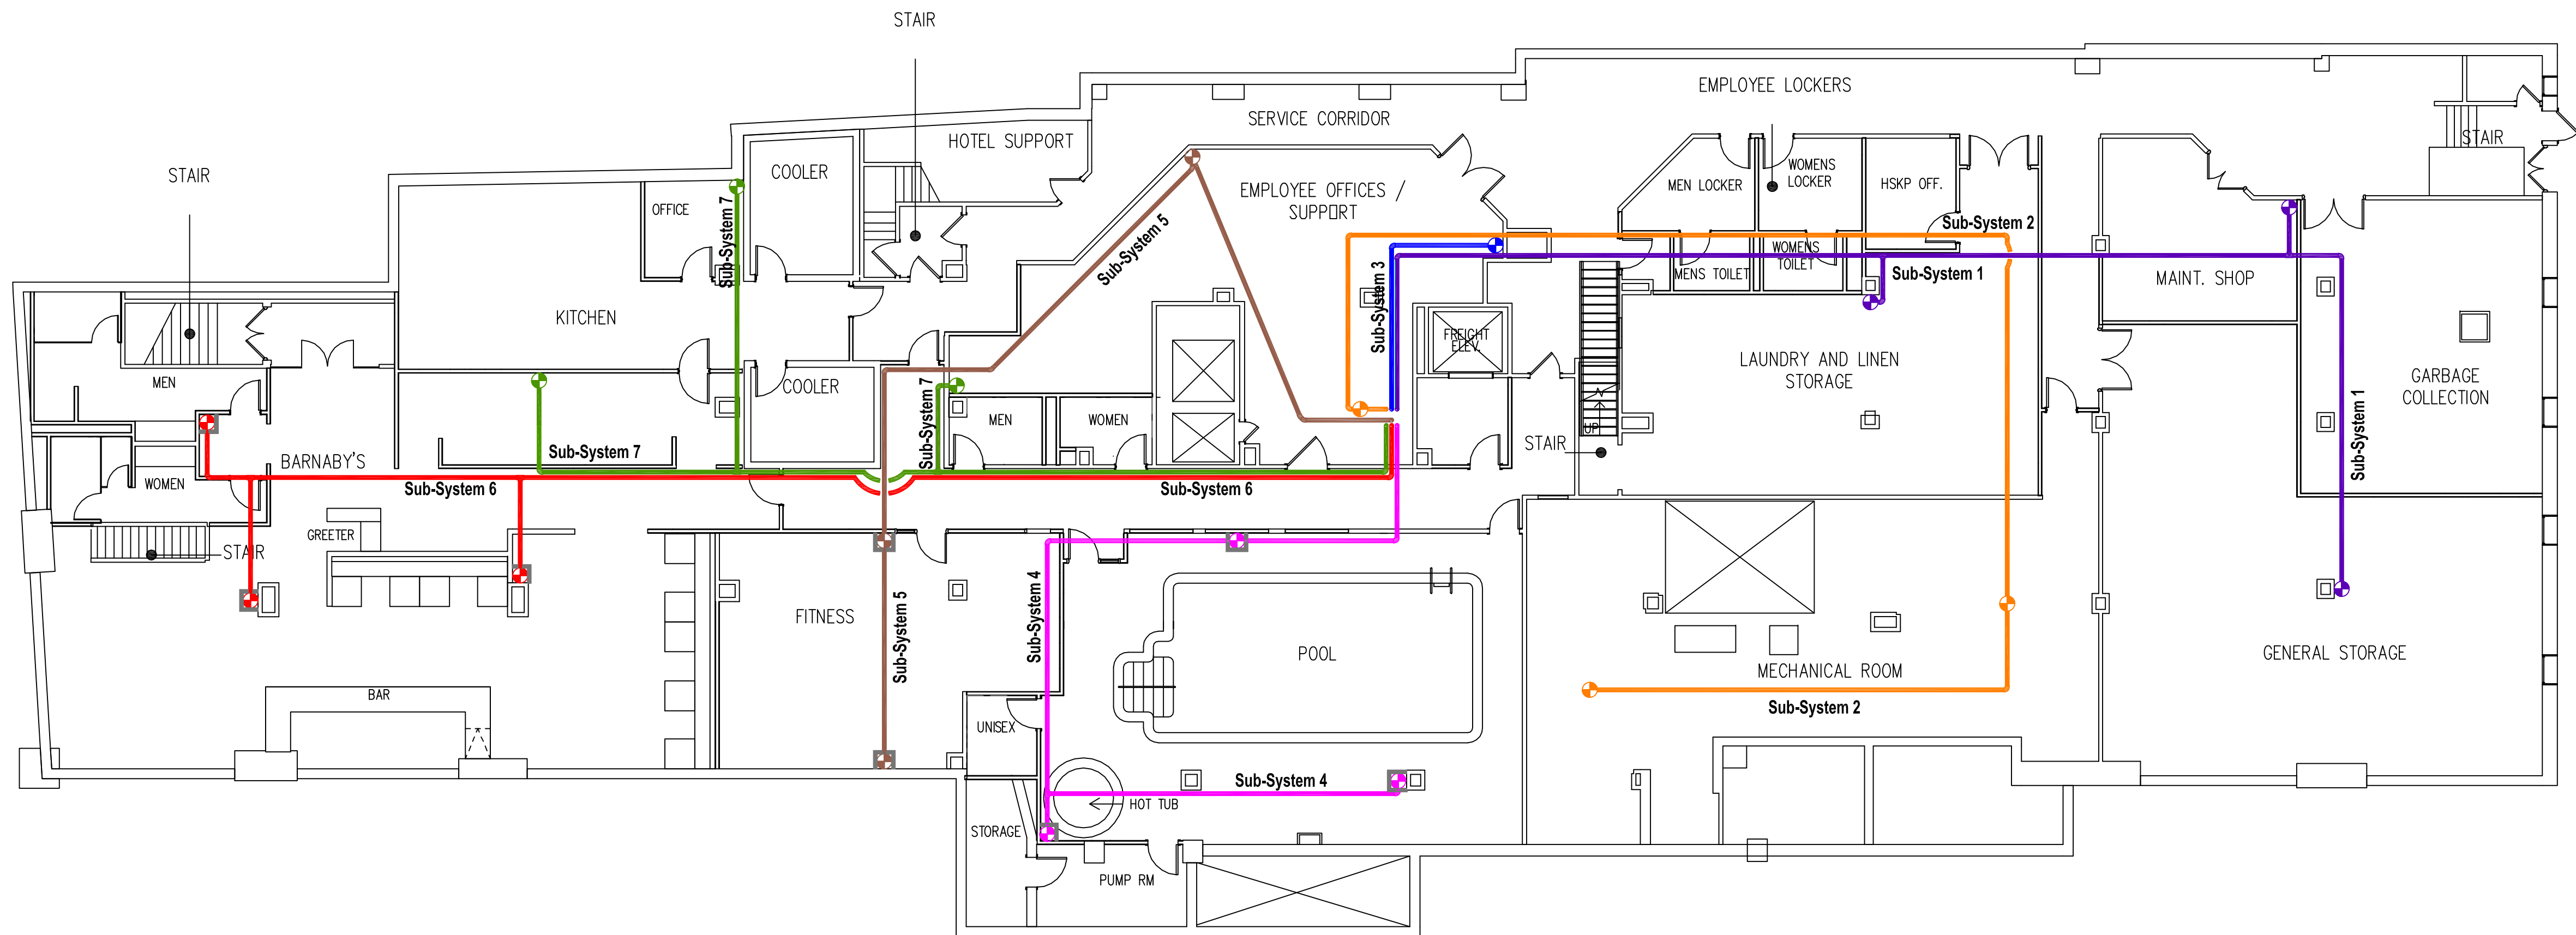 STAIR
EMPLOYEE LOCKERS
SERVICE CORRIDOR
HOTEL SUPPORT
STAIR
COOLER
WOMENS
LOCKER
STAIR
MEN LOCKER
HSKP OFF.
EMPLOYEE OFFICES /
SUPPORT
OFFICE
Sub-System 7
Sub-System 5
Sub-System 2
WOMENS
TOILET
MENS TOILET
Sub-System 1
MAINT. SHOP
Sub-System 3
KITCHEN
FREIGHT
ELEV.
LAUNDRY AND LINEN
STORAGE
MEN
COOLER
GARBAGE
COLLECTION
Sub-System 7
MEN
WOMEN
UP
STAIR
Sub-System 1
Sub-System 7
BARNABY'S
WOMEN
Sub-System 6
Sub-System 6
GREETER
STAIR
Sub-System 4
Sub-System 5
FITNESS
POOL
GENERAL STORAGE
MECHANICAL ROOM
BAR
Sub-System 2
UNISEX
Sub-System 4
HOT TUB
STORAGE
PUMP RM